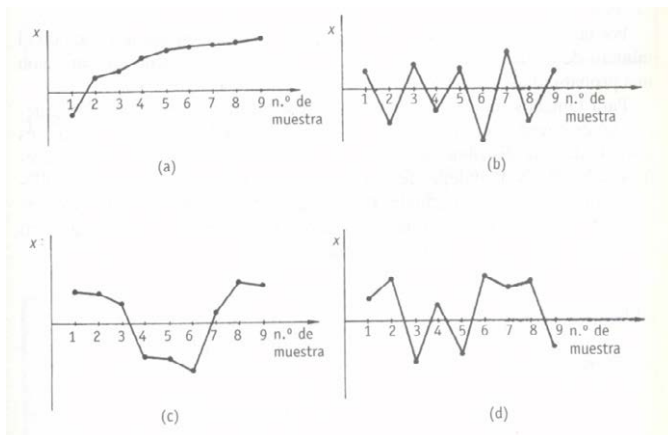 x
1 2 3 4 5 6 7 8 9 n.º de
muestra
(a)
x
1 2 3 4 5 6 7 8 9 n.º de
muestra
(b)
x
1 2 3 4 5 6 7 8 9 n.º de
muestra
(c)
x
1 2 3 4 5 6 7 8 9 n.º de
muestra
(d)